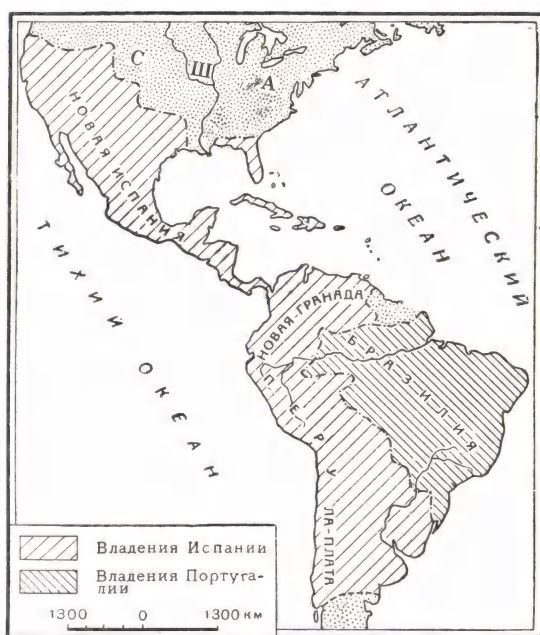 С Ш А
НОВАЯ ИСПАНИЯ
АТЛАНТИЧЕСКИЙ
ОКЕАН
ТИХИЙ ОКЕАН
НОВАЯ-ГРАНАДА
БРАЗИЛИЯ
ПЕРУ
ЛА-ПЛАТА
Владения Испании
Владения Португа-
лии
1300 0 1300 км